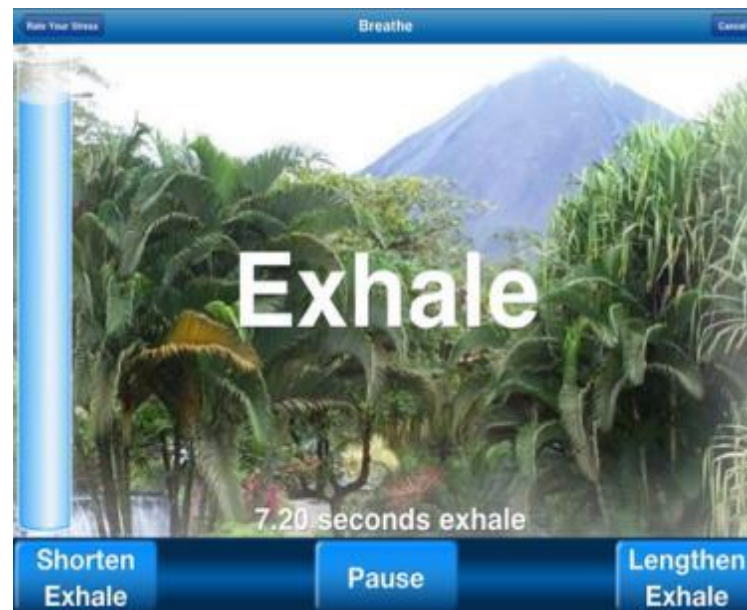 Rate Your Stress
Breathe
Cancel
Exhale
7.20 seconds exhale
Shorten
Exhale
Pause
Lengthen
Exhale